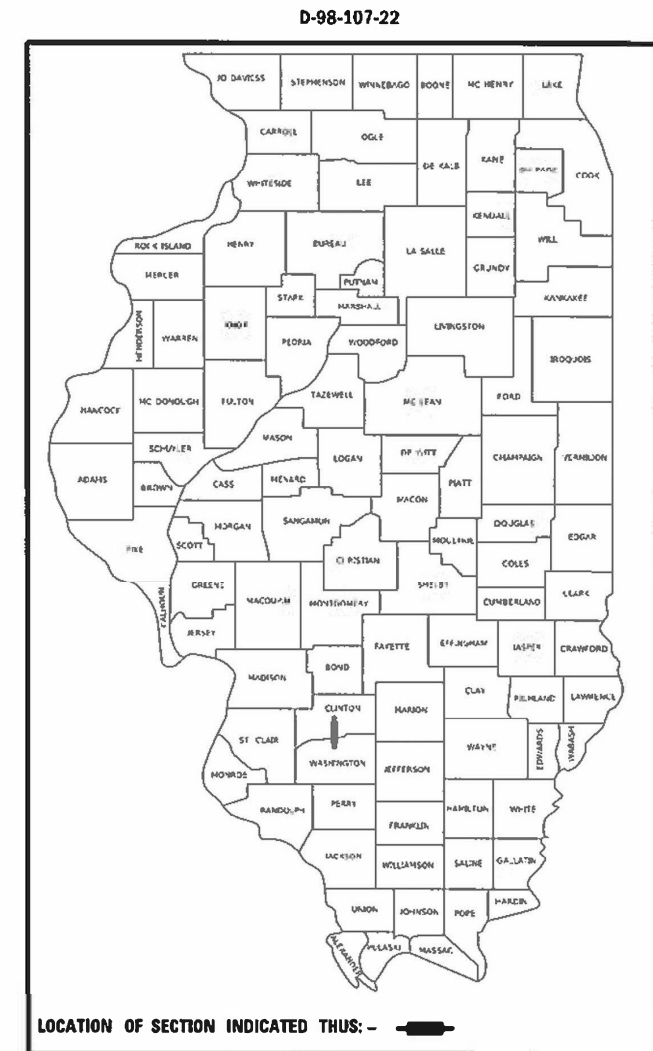 D-98-107-22
JO DAVIESS STEPHENSON WINNEBAGO BOONE MC HENRY LAKE
CARROLL OGLE
DE KALB KANE COOK
WHITESIDE LEE
KENDALL
ROCK ISLAND HENRY BUREAU LA SALLE WILL
GRUNDY
MERCER PUTNAM
STARK MARSHALL KANKAKEE
HENDERSON WARREN KNOX PEORIA WOODFORD LIVINGSTON IROQUOIS
HANCOCK MC DONOUGH FULTON TAZEWELL MC LEAN FORD
MASON
SCHUYLER LOGAN DE WITT CHAMPAIGN VERMILION
ADAMS BROWN CASS MENARD PIATT
MACON
PIKE SCOTT MORGAN SANGAMON MOULTRIE DOUGLAS EDGAR
CHRISTIAN COLES
CALHOUN GREENE MACOUPIN MONTGOMERY SHELBY CUMBERLAND CLARK
JERSEY
FAYETTE EFFINGHAM JASPER CRAWFORD
MADISON BOND
CLAY RICHLAND LAWRENCE
CLINTON MARION
ST. CLAIR WAYNE EDWARDS WABASH
MONROE WASHINGTON JEFFERSON
RANDOLPH PERRY HAMILTON WHITE
FRANKLIN
JACKSON WILLIAMSON SALINE GALLATIN
UNION JOHNSON POPE HARDIN
ALEXANDER PULASKI MASSAC
LOCATION OF SECTION INDICATED THUS: -